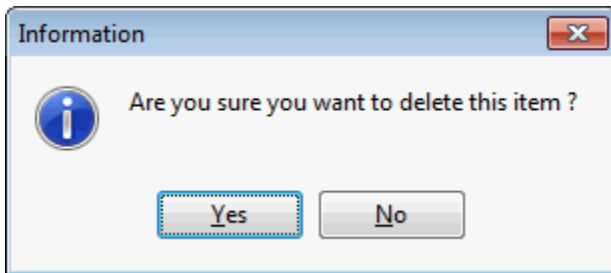 Information
Are you sure you want to delete this item ?
Yes
No